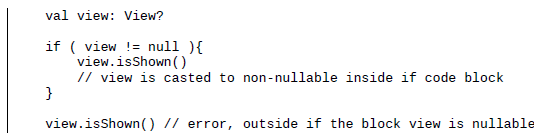 val view: View?
if ( view != null ){
view.isShown()
// view is casted to non-nullable inside if code block
}
view.isShown() // error, outside if the block view is nullable